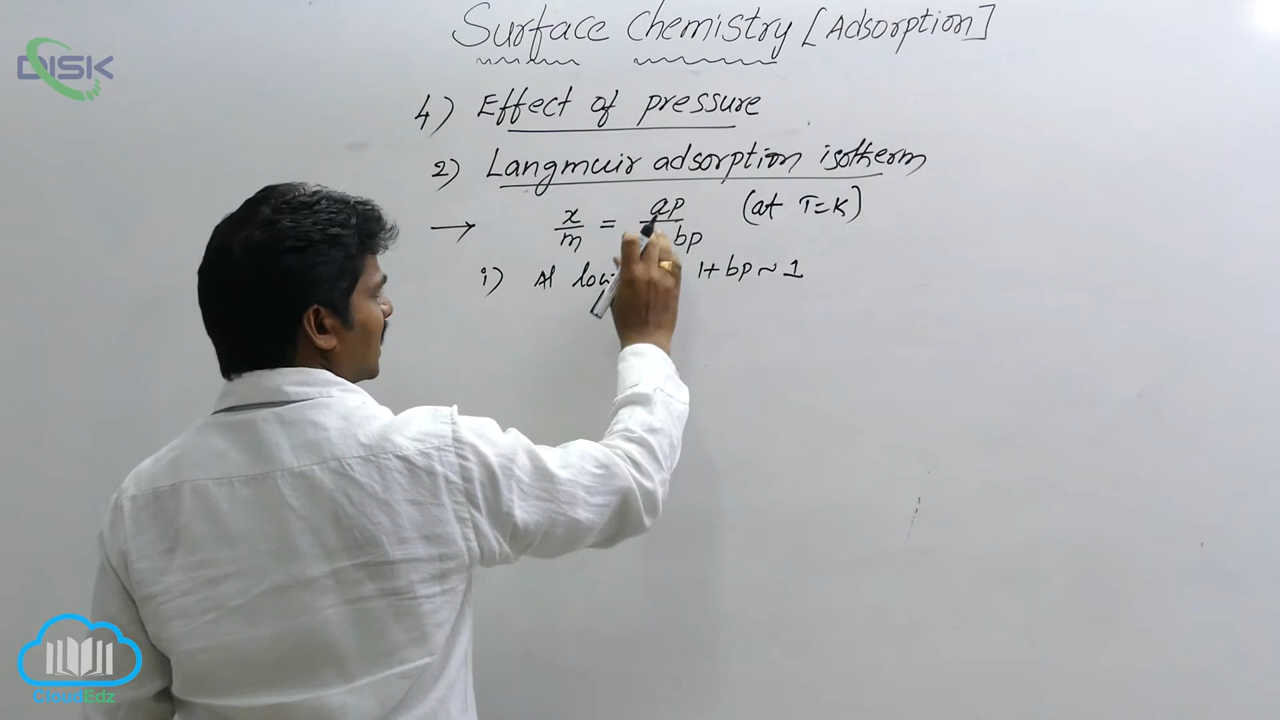 DISK
Surface Chemistry [Adsorption]
4) Effect of pressure
2) Langmuir adsorption isotherm
→ x/m = ap/ bp (at T=K)
i) At low 1+bp ~ 1
CloudEdz